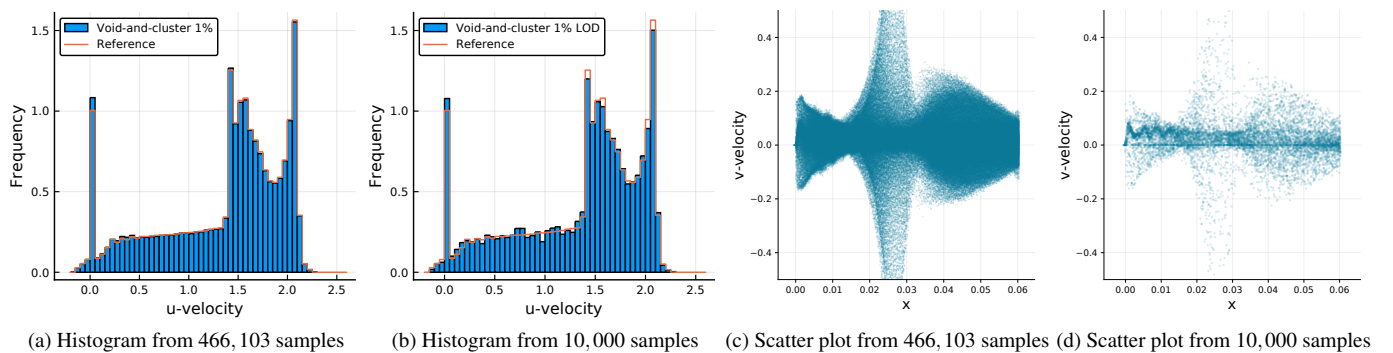 Void-and-cluster 1%
Reference
Frequency
0.0
0.5
1.0
1.5
0.0
0.5
1.0
1.5
2.0
2.5
u-velocity
(a) Histogram from 466, 103 samples
Void-and-cluster 1% LOD
Reference
Frequency
0.0
0.5
1.0
1.5
0.0
0.5
1.0
1.5
2.0
2.5
u-velocity
(b) Histogram from 10, 000 samples
v-velocity
0.4
0.2
0.0
−0.2
−0.4
0.00
0.01
0.02
0.03
0.04
0.05
0.06
x
(c) Scatter plot from 466, 103 samples
v-velocity
0.4
0.2
0.0
−0.2
−0.4
0.00
0.01
0.02
0.03
0.04
0.05
0.06
x
(d) Scatter plot from 10, 000 samples